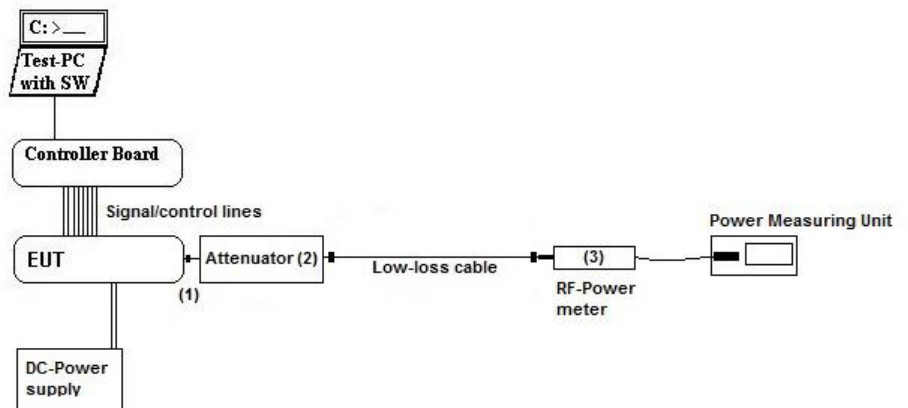 C:>__
Test-PC
with SW
Controller Board
Signal/control lines
EUT
(1)
Attenuator (2)
Low-loss cable
(3)
RF-Power
meter
Power Measuring Unit
DC-Power
supply